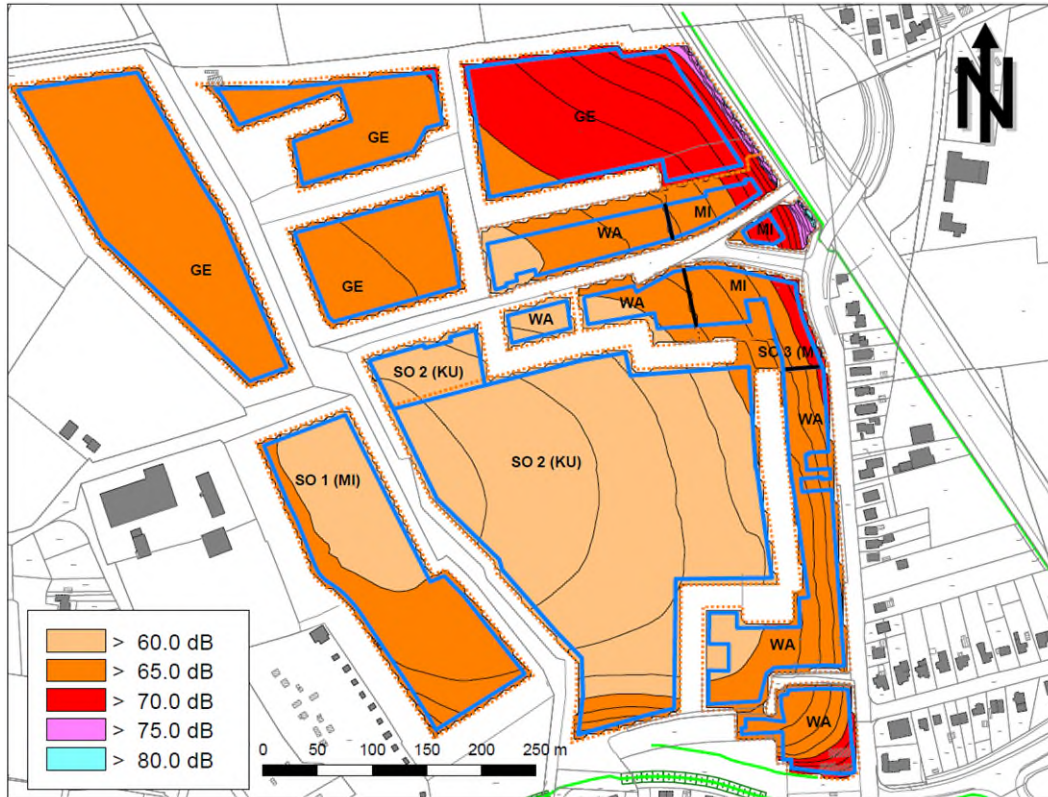 N
GE
GE
GE
GE
WA
MI
MI
WA
WA
MI
SO 3 (M
SO 2 (KU)
WA
SO 2 (KU)
SO 1 (MI)
WA
WA
> 60.0 dB
> 65.0 dB
> 70.0 dB
> 75.0 dB
> 80.0 dB
0 50 100 150 200 250 m